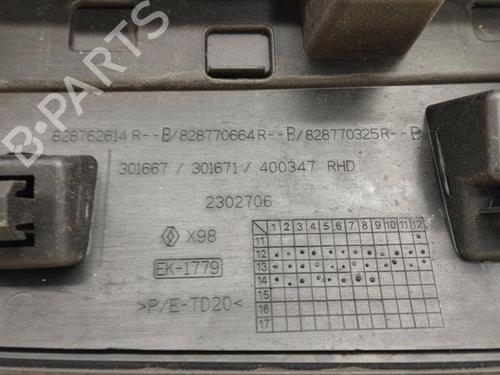 B-PARTS
828762614R--B/828770664R--B/828770325R--B
301667 / 301671 / 400347 RHD
2302706
X98
EK-1779
>P/E-TD20<
1 2 3 4 5 6 7 8 9 10 11 12
11
12
13
14
15
16
17